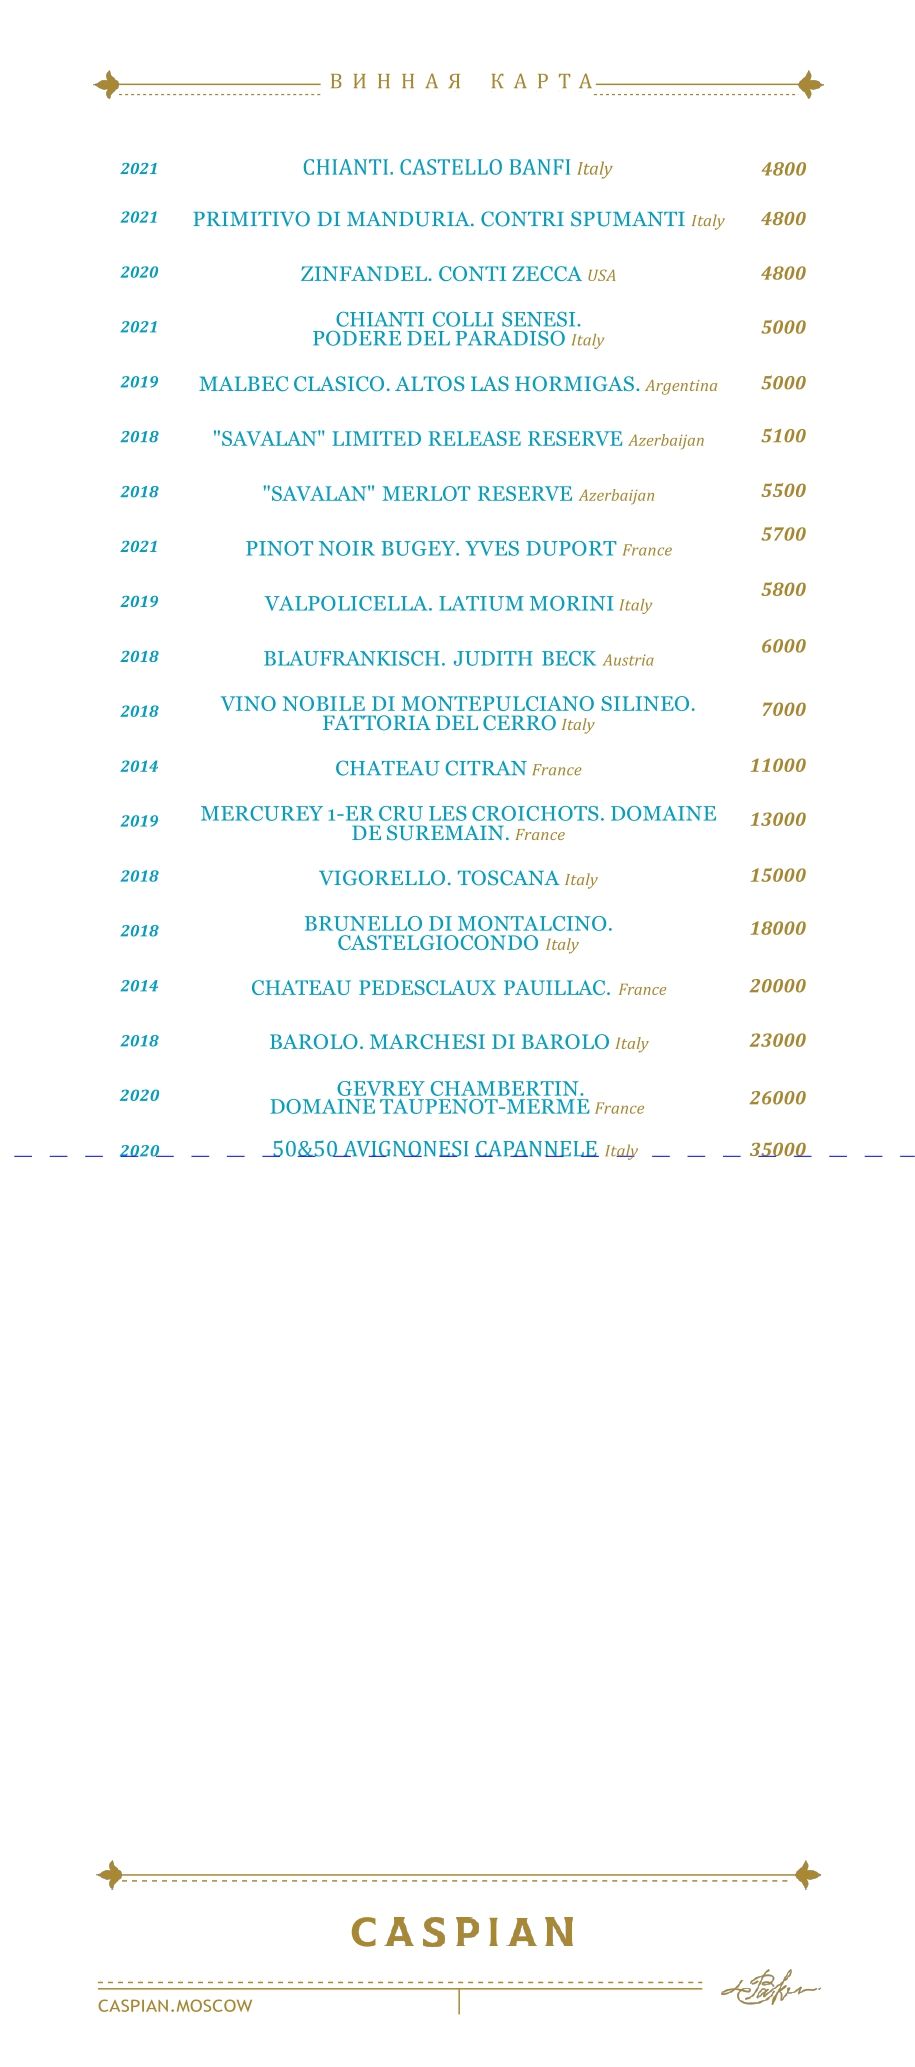 ВИННАЯ КАРТА
2021 CHIANTI. CASTELLO BANFI Italy 4800
2021 PRIMITIVO DI MANDURIA. CONTRI SPUMANTI Italy 4800
2020 ZINFANDEL. CONTI ZECCA USA 4800
2021 CHIANTI COLLI SENESI.
PODERE DEL PARADISO Italy 5000
2019 MALBEC CLASICO. ALTOS LAS HORMIGAS. Argentina 5000
2018 "SAVALAN" LIMITED RELEASE RESERVE Azerbaijan 5100
2018 "SAVALAN" MERLOT RESERVE Azerbaijan 5500
2021 PINOT NOIR BUGEY. YVES DUPORT France 5700
2019 VALPOLICELLA. LATIUM MORINI Italy 5800
2018 BLAUFRANKISCH. JUDITH BECK Austria 6000
2018 VINO NOBILE DI MONTEPULCIANO SILINEO.
FATTORIA DEL CERRO Italy 7000
2014 CHATEAU CITRAN France 11000
2019 MERCUREY 1-ER CRU LES CROICHOTS. DOMAINE
DE SUREMAIN. France 13000
2018 VIGORELLO. TOSCANA Italy 15000
2018 BRUNELLO DI MONTALCINO.
CASTELGIOCONDO Italy 18000
2014 CHATEAU PEDESCLAUX PAUILLAC. France 20000
2018 BAROLO. MARCHESI DI BAROLO Italy 23000
2020 GEVREY CHAMBERTIN.
DOMAINE TAUPENOT-MERME France 26000
2020 50&50 AVIGNONESI CAPANNELE Italy 35000
CASPIAN
CASPIAN.MOSCOW